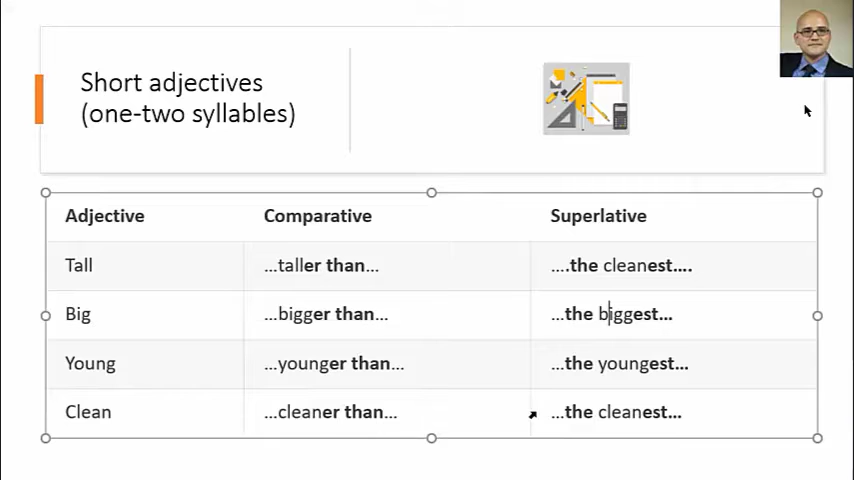 Short adjectives
(one-two syllables)
Adjective Comparative Superlative
Tall ...taller than... ....the cleanest....
Big ...bigger than... ...the biggest...
Young ...younger than... ...the youngest...
Clean ...cleaner than... ...the cleanest...